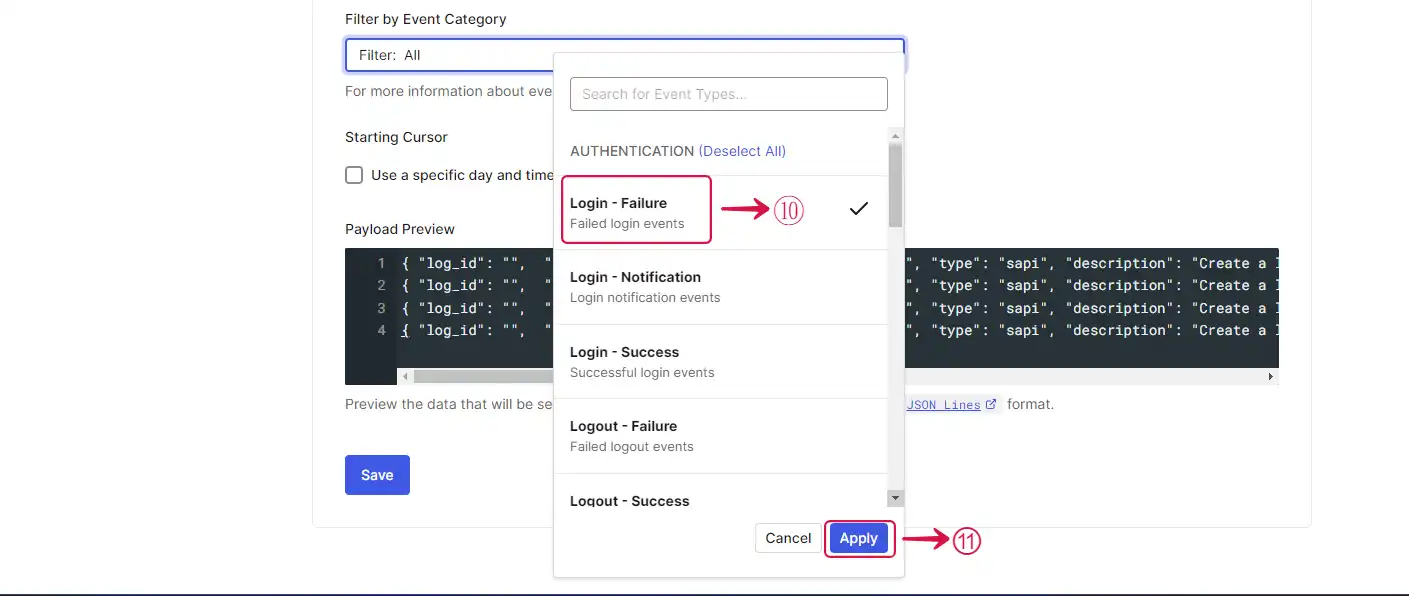 Filter by Event Category
Filter: All
Search for Event Types...
For more information about eve
Starting Cursor
AUTHENTICATION (Deselect All)
Use a specific day and time
Login - Failure
Failed login events
⑩
Payload Preview
1 { "log_id": "", " ", "type": "sapi", "description": "Create a l
2 { "log_id": "", " ", "type": "sapi", "description": "Create a l
3 { "log_id": "", " ", "type": "sapi", "description": "Create a l
4 { "log_id": "", " ", "type": "sapi", "description": "Create a l
Login - Notification
Login notification events
Login - Success
Successful login events
Preview the data that will be se
JSON Lines format.
Logout - Failure
Failed logout events
Save
Logout - Success
Cancel Apply ⑪